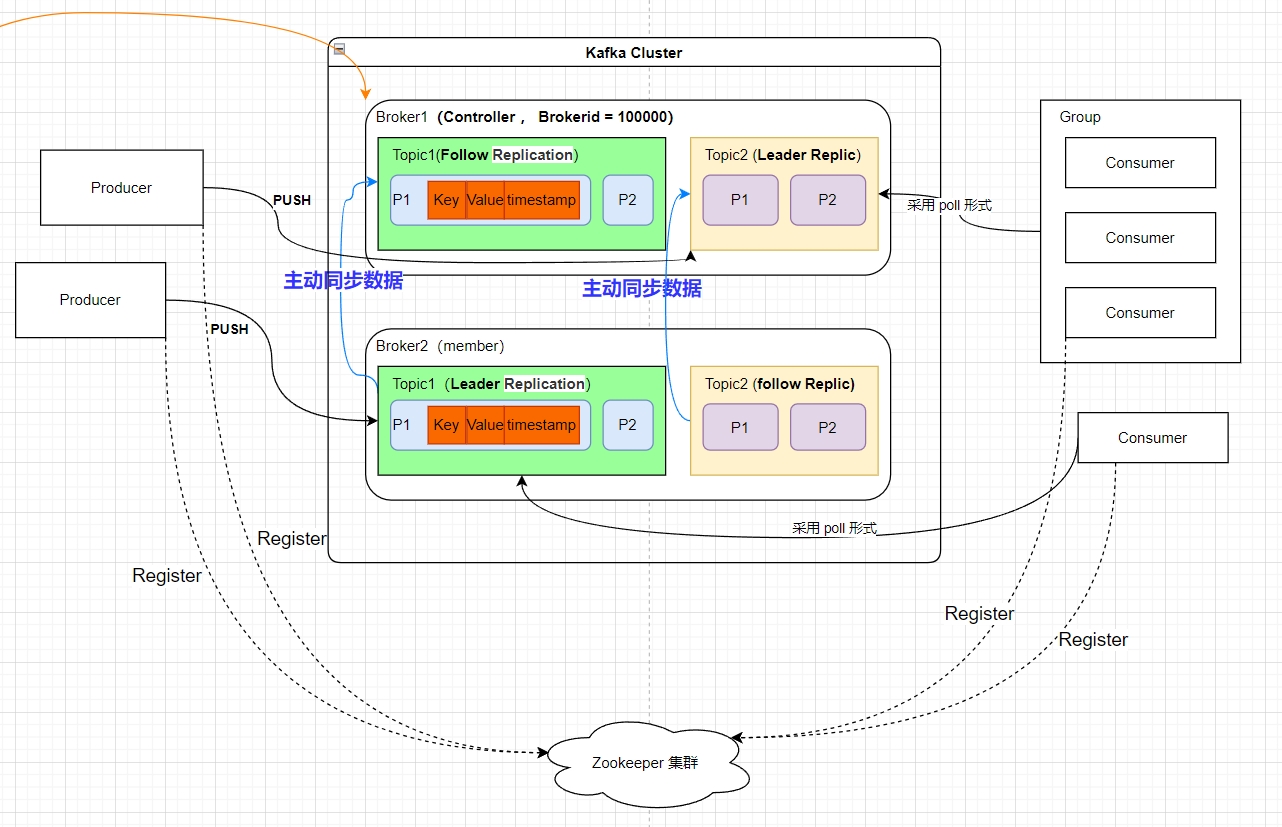 Kafka Cluster
Broker1（Controller ， Brokerid = 100000）
Topic1(Follow Replication)
P1
Key
Value
timestamp
P2
Topic2 (Leader Replic)
P1
P2
Producer
PUSH
Producer
PUSH
主动同步数据
主动同步数据
Broker2（member）
Topic1（Leader Replication）
P1
Key
Value
timestamp
P2
Topic2 (follow Replic)
P1
P2
Group
Consumer
Consumer
Consumer
采用 poll 形式
Consumer
采用 poll 形式
Register
Register
Register
Register
Zookeeper 集群